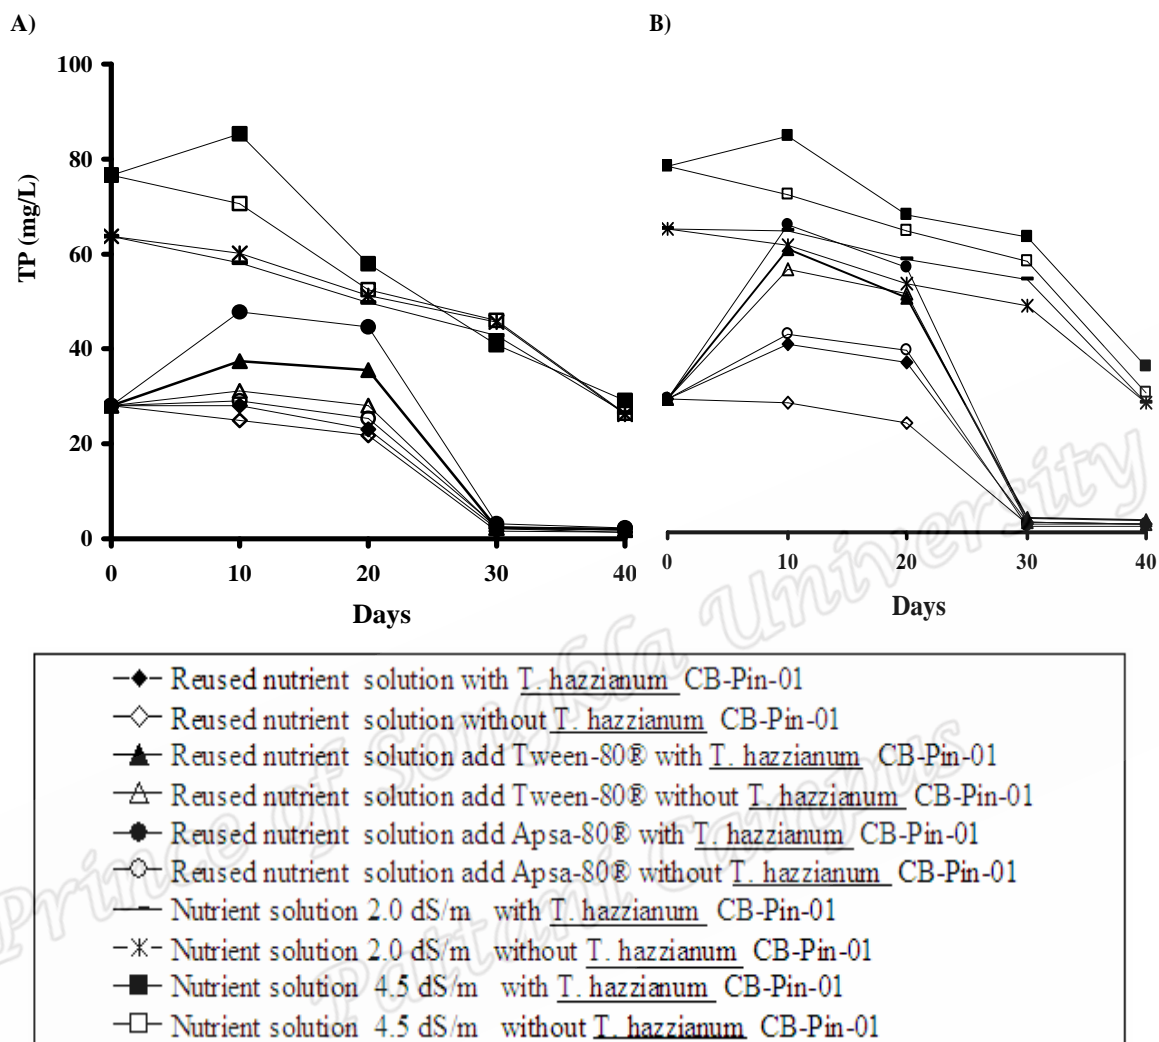 A)
B)
100
80
60
40
20
0
TP (mg/L)
0 10 20 30 40
Days
0 10 20 30 40
Days
Reused nutrient solution with T. hazzianum CB-Pin-01
Reused nutrient solution without T. hazzianum CB-Pin-01
Reused nutrient solution add Tween-80® with T. hazzianum CB-Pin-01
Reused nutrient solution add Tween-80® without T. hazzianum CB-Pin-01
Reused nutrient solution add Apsa-80® with T. hazzianum CB-Pin-01
Reused nutrient solution add Apsa-80® without T. hazzianum CB-Pin-01
Nutrient solution 2.0 dS/m with T. hazzianum CB-Pin-01
Nutrient solution 2.0 dS/m without T. hazzianum CB-Pin-01
Nutrient solution 4.5 dS/m with T. hazzianum CB-Pin-01
Nutrient solution 4.5 dS/m without T. hazzianum CB-Pin-01
Prince of Songkla University
Pattani Campus